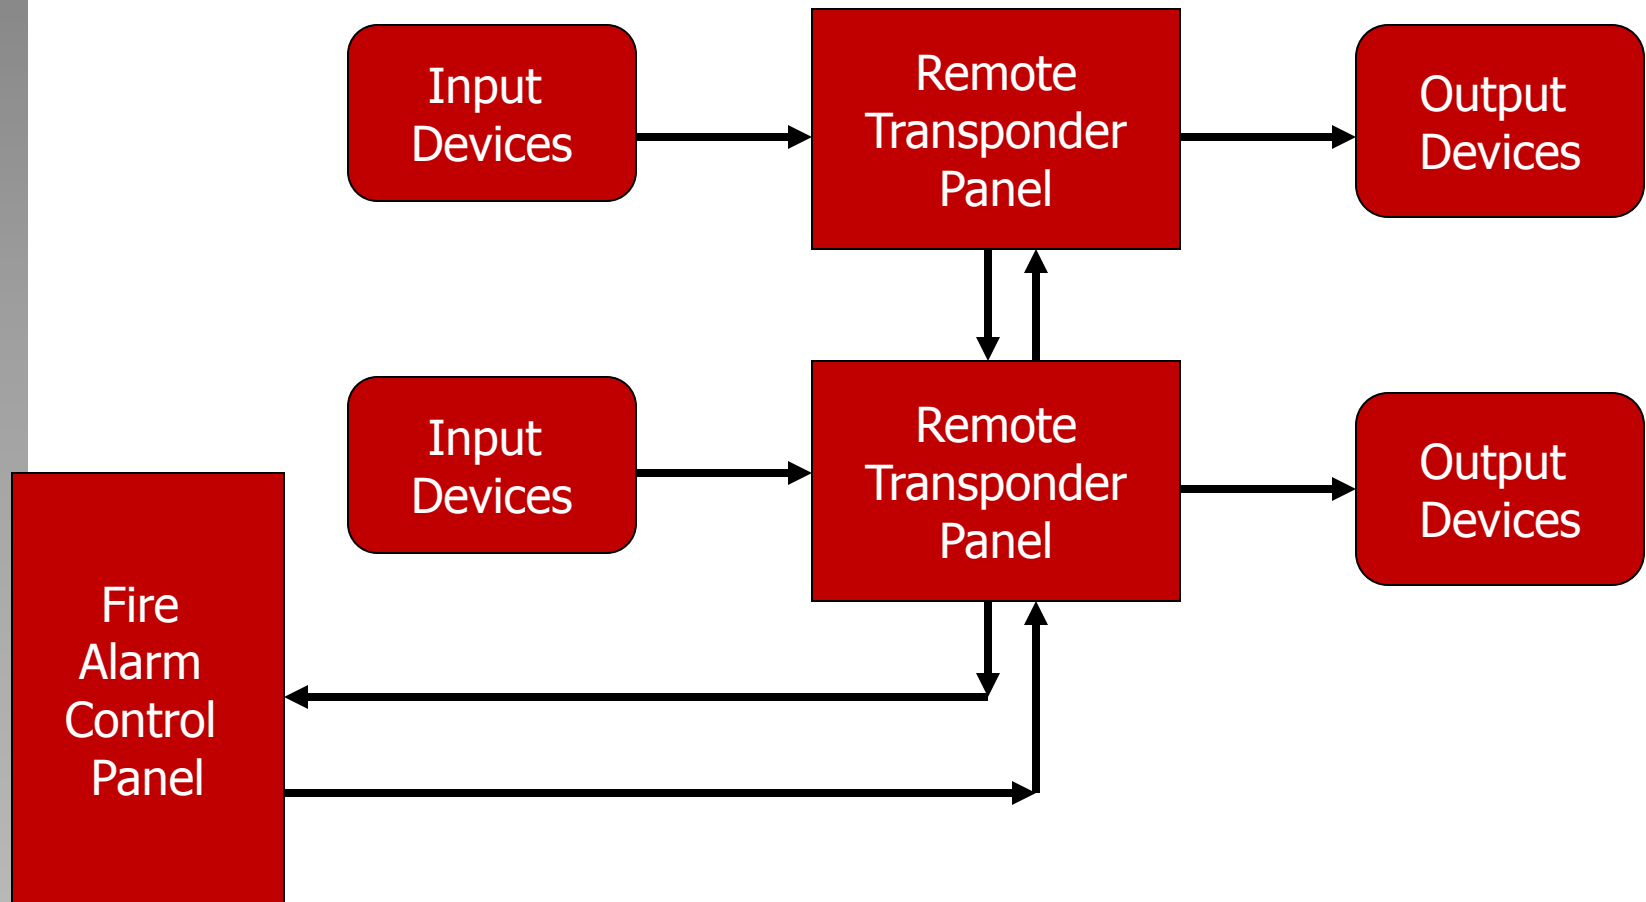 Input
Devices
Remote
Transponder
Panel
Output
Devices
Input
Devices
Remote
Transponder
Panel
Output
Devices
Fire
Alarm
Control
Panel